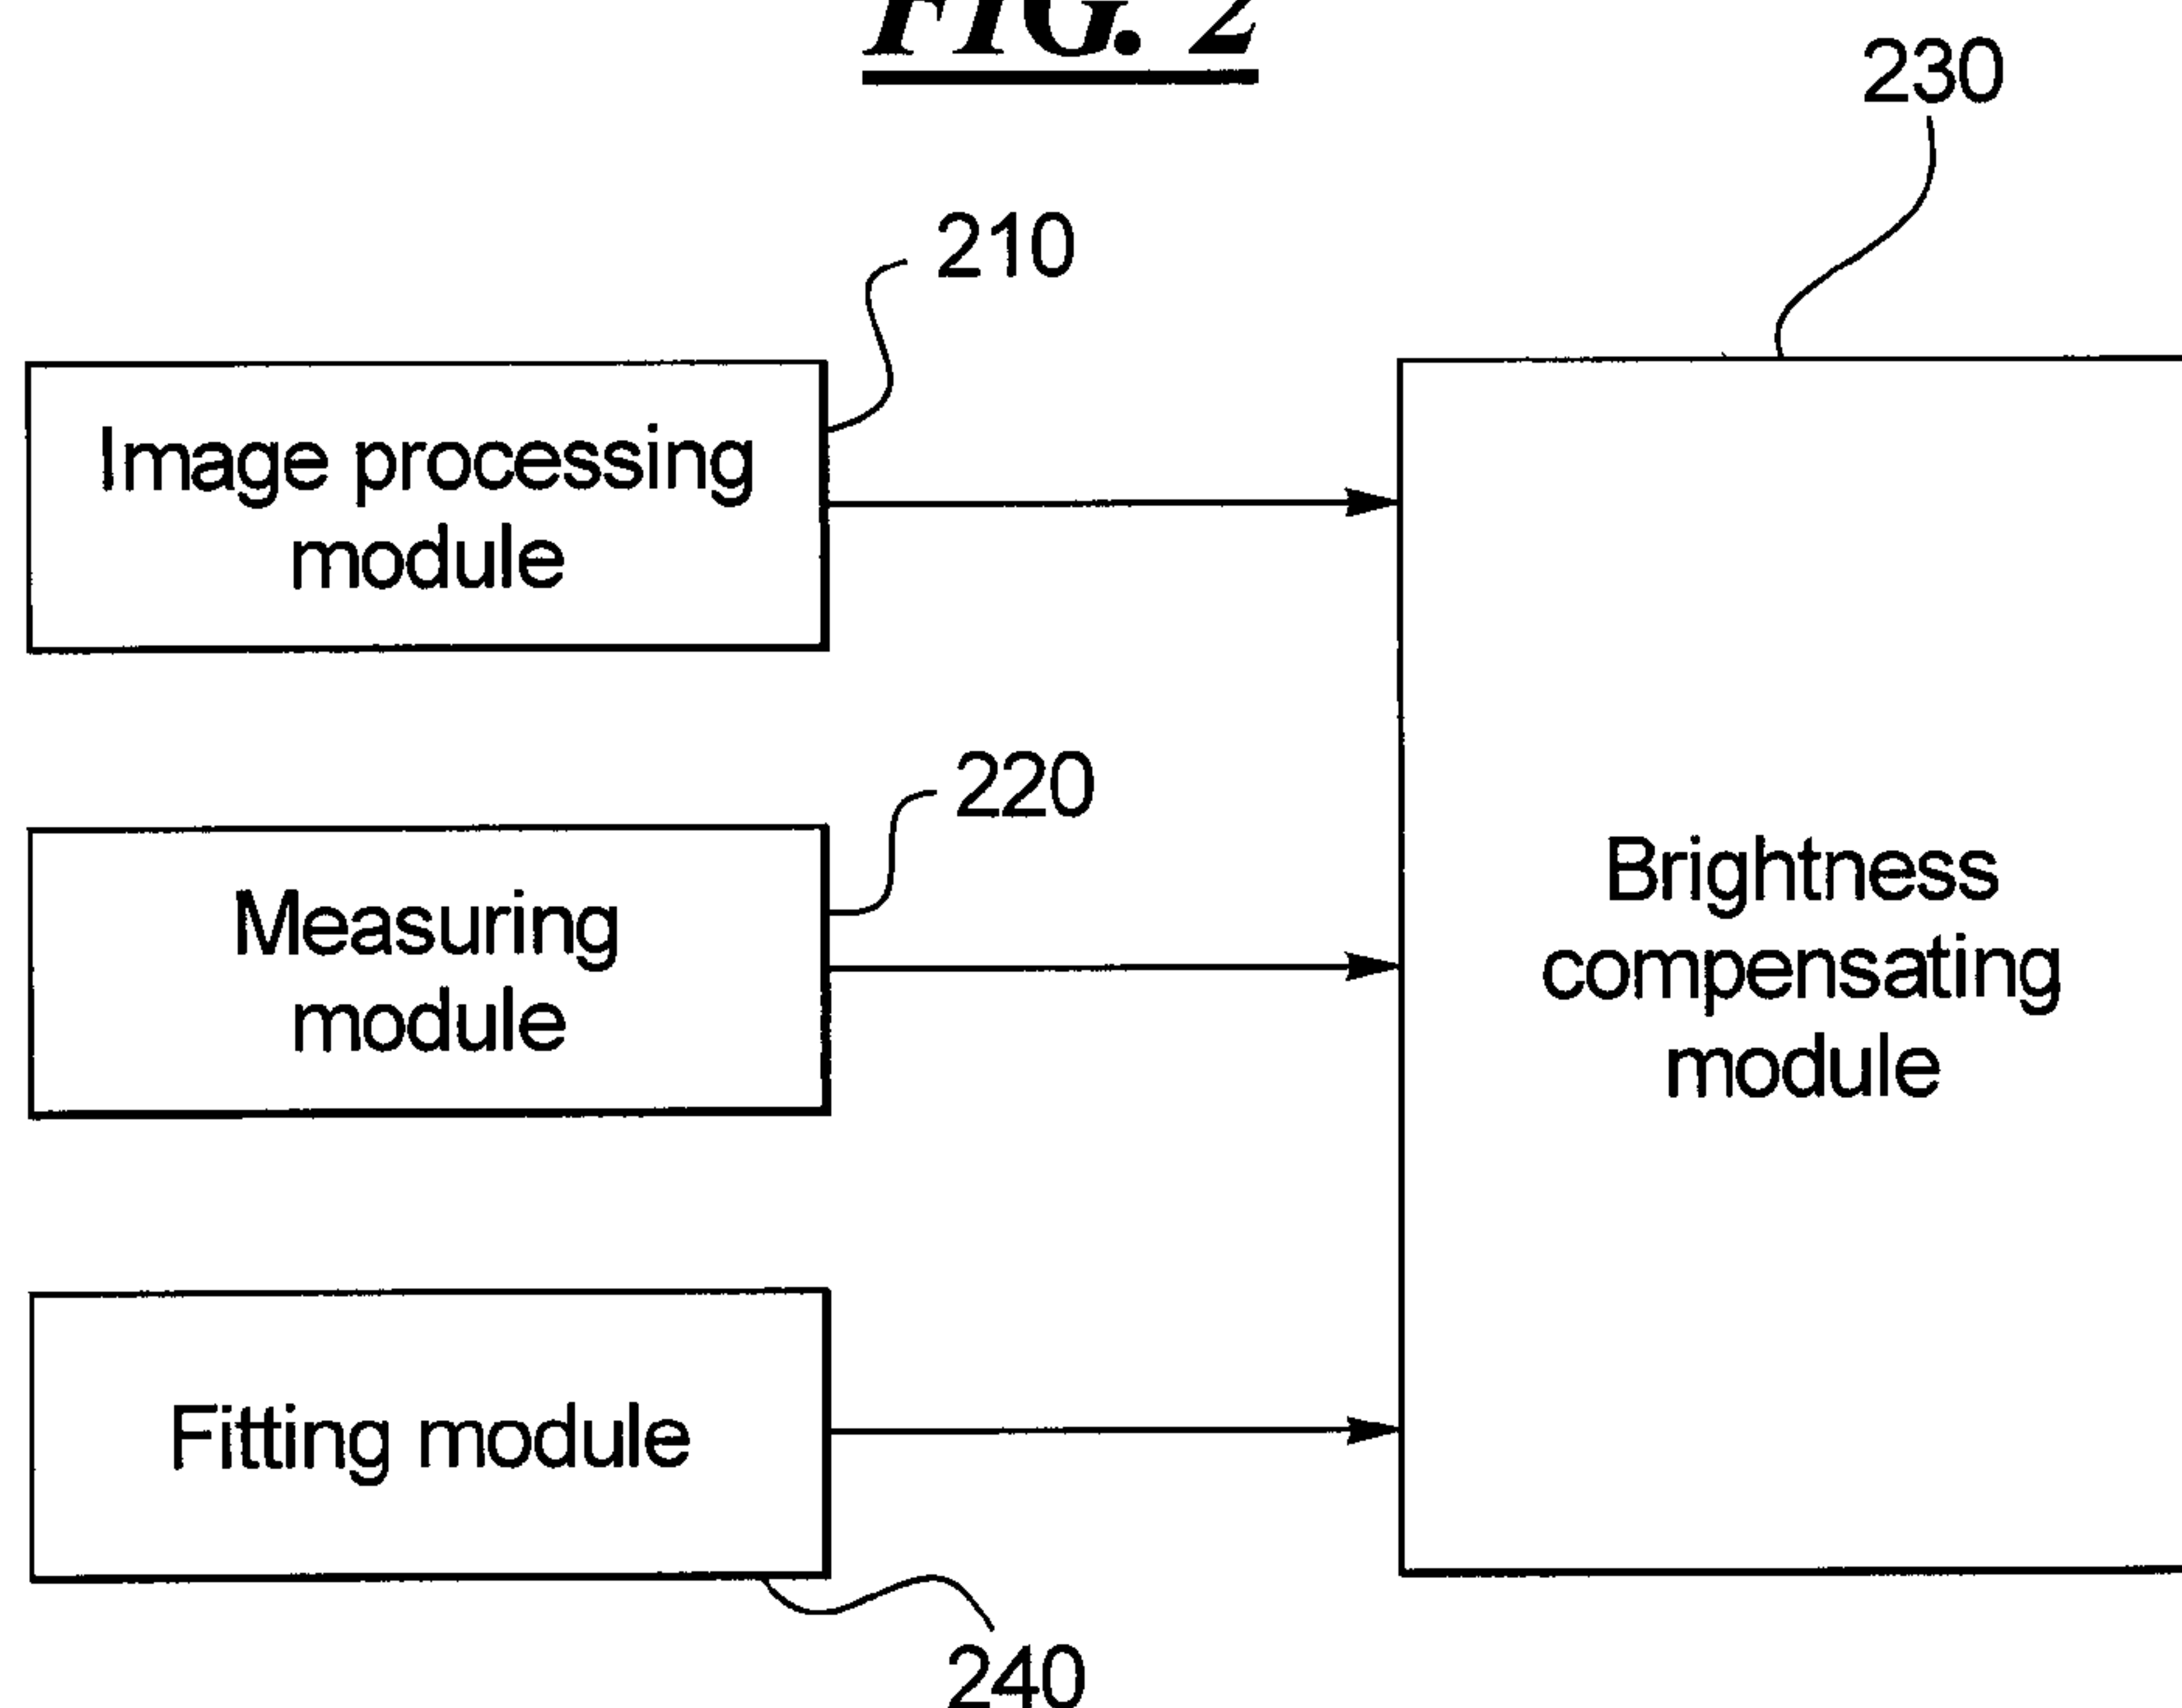 FIG. 2
230
210
Image processing
module
220
Measuring
module
Brightness
compensating
module
Fitting module
240